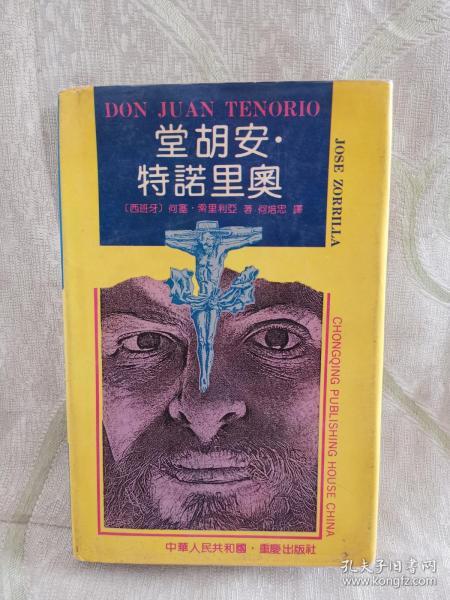 DON JUAN TENORIO
堂胡安·
特諾里奧
〔西班牙〕何塞·索里利亞 著 何培忠 譯
JOSE ZORRILLA
CHONGQING PUBLISHING HOUSE CHINA
中華人民共和國·重慶出版社
孔夫子旧书网
www.kongfz.com